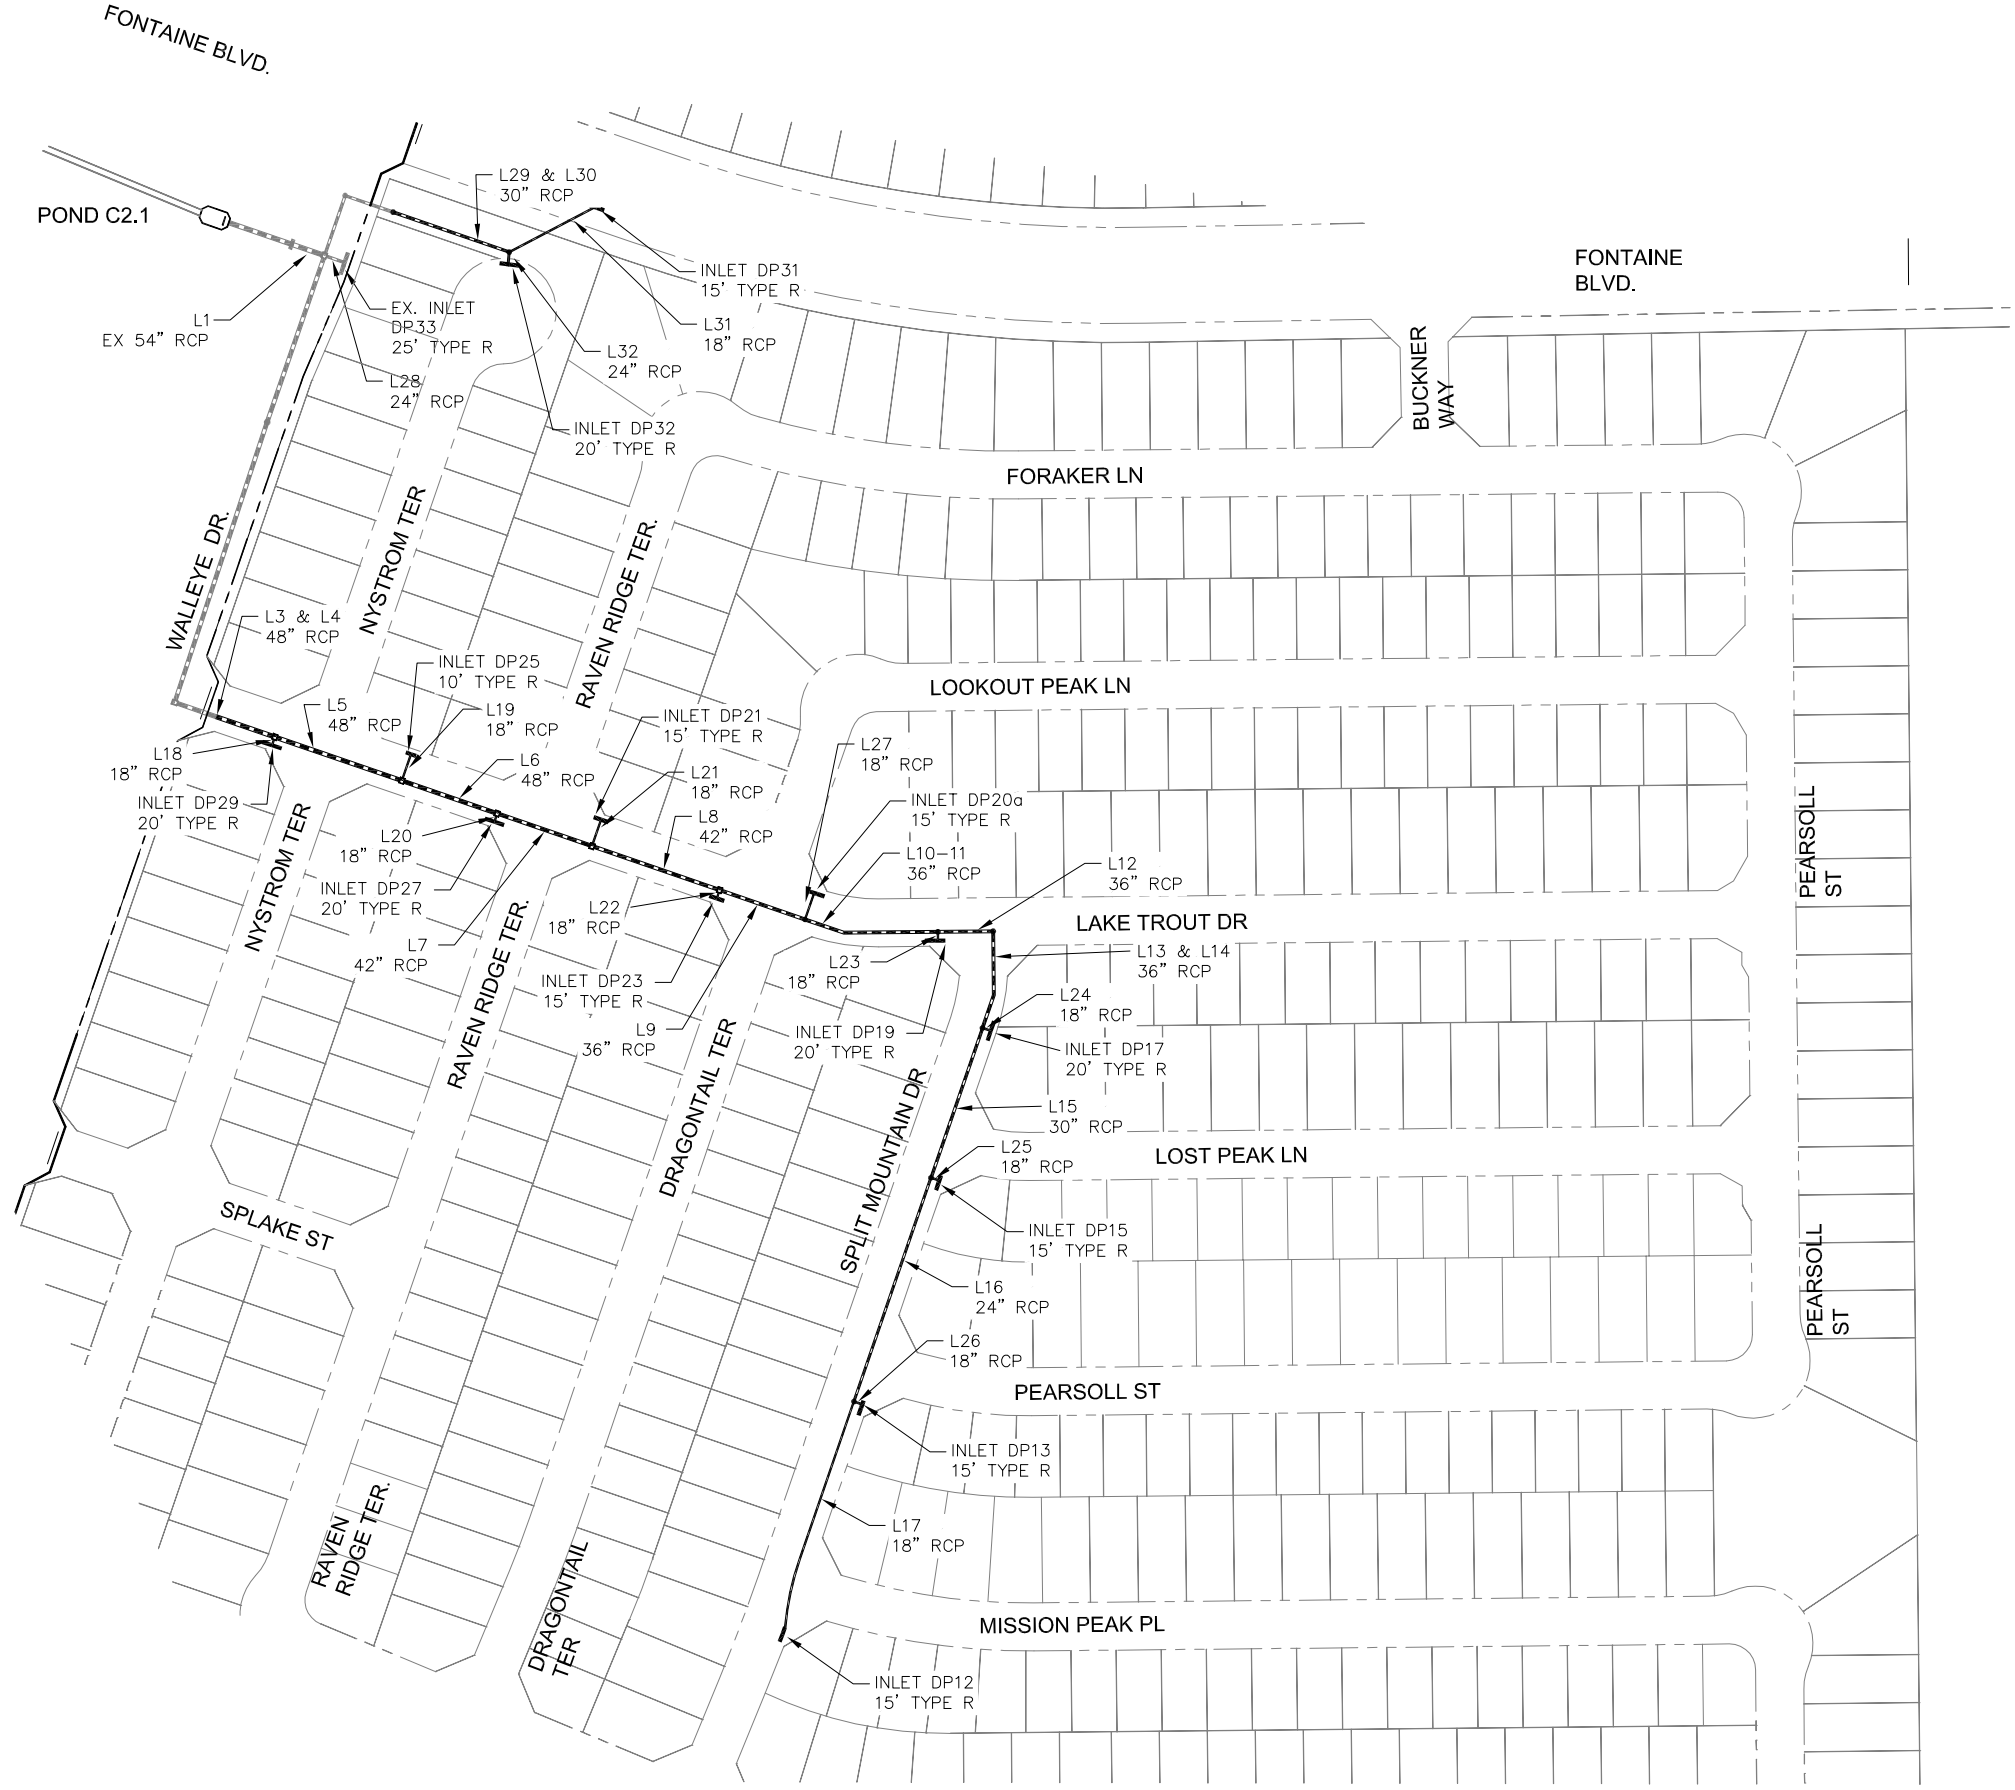 FONTAINE BLVD.
L29 & L30
30" RCP
POND C2.1
INLET DP31
15' TYPE R
FONTAINE
BLVD.
EX. INLET
DP33
25' TYPE R
L1
EX 54" RCP
L31
18" RCP
L32
24" RCP
L28
24" RCP
BUCKNER
WAY
INLET DP32
20' TYPE R
FORAKER LN
NYSTROM TER
WALLEYE DR.
RAVEN RIDGE TER.
L3 & L4
48" RCP
INLET DP25
10' TYPE R
LOOKOUT PEAK LN
L5
48" RCP
L19
18" RCP
INLET DP21
15' TYPE R
L27
18" RCP
L18
18" RCP
L6
48" RCP
L21
18" RCP
INLET DP29
20' TYPE R
INLET DP20a
15' TYPE R
L8
42" RCP
PEARSOLL
ST
L20
18" RCP
L10-11
36" RCP
L12
36" RCP
NYSTROM TER
INLET DP27
20' TYPE R
L22
18" RCP
LAKE TROUT DR
L7
42" RCP
RAVEN RIDGE TER.
L23
18" RCP
L13 & L14
36" RCP
INLET DP23
15' TYPE R
L24
18" RCP
L9
36" RCP
INLET DP19
20' TYPE R
INLET DP17
20' TYPE R
DRAGONTAIL TER
SPLIT MOUNTAIN DR
L15
30" RCP
L25
18" RCP
LOST PEAK LN
SPLAKE ST
INLET DP15
15' TYPE R
PEARSOLL
ST
L16
24" RCP
L26
18" RCP
PEARSOLL ST
INLET DP13
15' TYPE R
RAVEN
RIDGE TER.
L17
18" RCP
DRAGONTAIL
TER
MISSION PEAK PL
INLET DP12
15' TYPE R